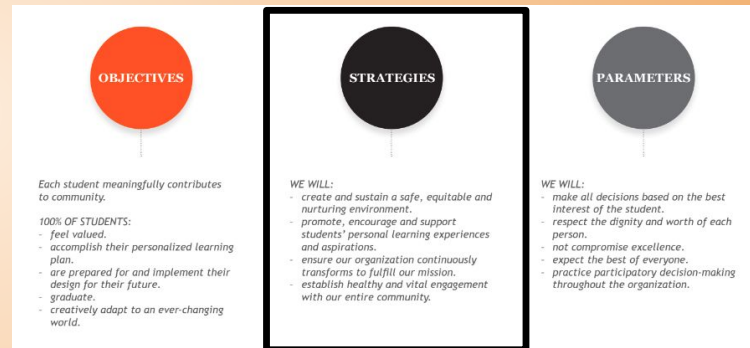 OBJECTIVES
Each student meaningfully contributes
to community.
100% OF STUDENTS:
- feel valued.
- accomplish their personalized learning
plan.
- are prepared for and implement their
design for their future.
- graduate.
- creatively adapt to an ever-changing
world.
STRATEGIES
WE WILL:
- create and sustain a safe, equitable and
nurturing environment.
- promote, encourage and support
students' personal learning experiences
and aspirations.
- ensure our organization continuously
transforms to fulfill our mission.
- establish healthy and vital engagement
with our entire community.
PARAMETERS
WE WILL:
- make all decisions based on the best
interest of the student.
- respect the dignity and worth of each
person.
- not compromise excellence.
- expect the best of everyone.
- practice participatory decision-making
throughout the organization.